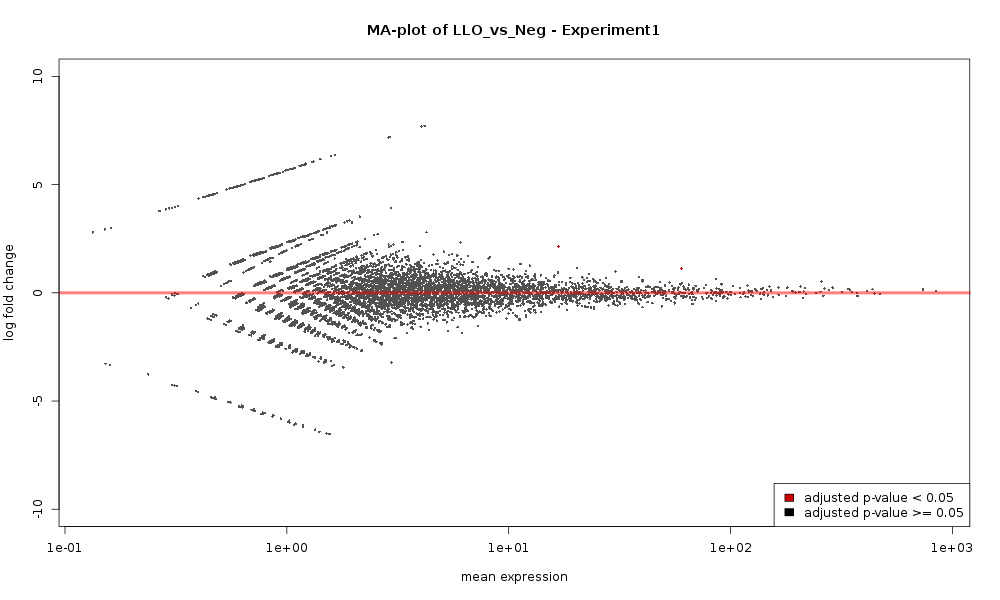 MA-plot of LLO_vs_Neg - Experiment1
log fold change
10
5
0
-5
-10
adjusted p-value < 0.05
adjusted p-value >= 0.05
1e-01
1e+00
1e+01
1e+02
1e+03
mean expression